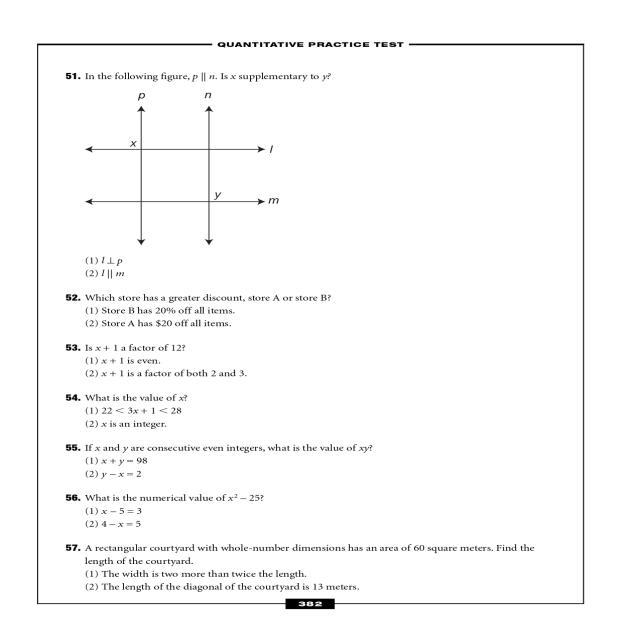 QUANTITATIVE PRACTICE TEST
51. In the following figure, p || n. Is x supplementary to y?
p n
x l
y m
(1) l ⊥ p
(2) l || m
52. Which store has a greater discount, store A or store B?
(1) Store B has 20% off all items.
(2) Store A has $20 off all items.
53. Is x + 1 a factor of 12?
(1) x + 1 is even.
(2) x + 1 is a factor of both 2 and 3.
54. What is the value of x?
(1) 22 < 3x + 1 < 28
(2) x is an integer.
55. If x and y are consecutive even integers, what is the value of xy?
(1) x + y = 98
(2) y − x = 2
56. What is the numerical value of x² − 25?
(1) x − 5 = 3
(2) 4 − x = 5
57. A rectangular courtyard with whole-number dimensions has an area of 60 square meters. Find the
length of the courtyard.
(1) The width is two more than twice the length.
(2) The length of the diagonal of the courtyard is 13 meters.
382